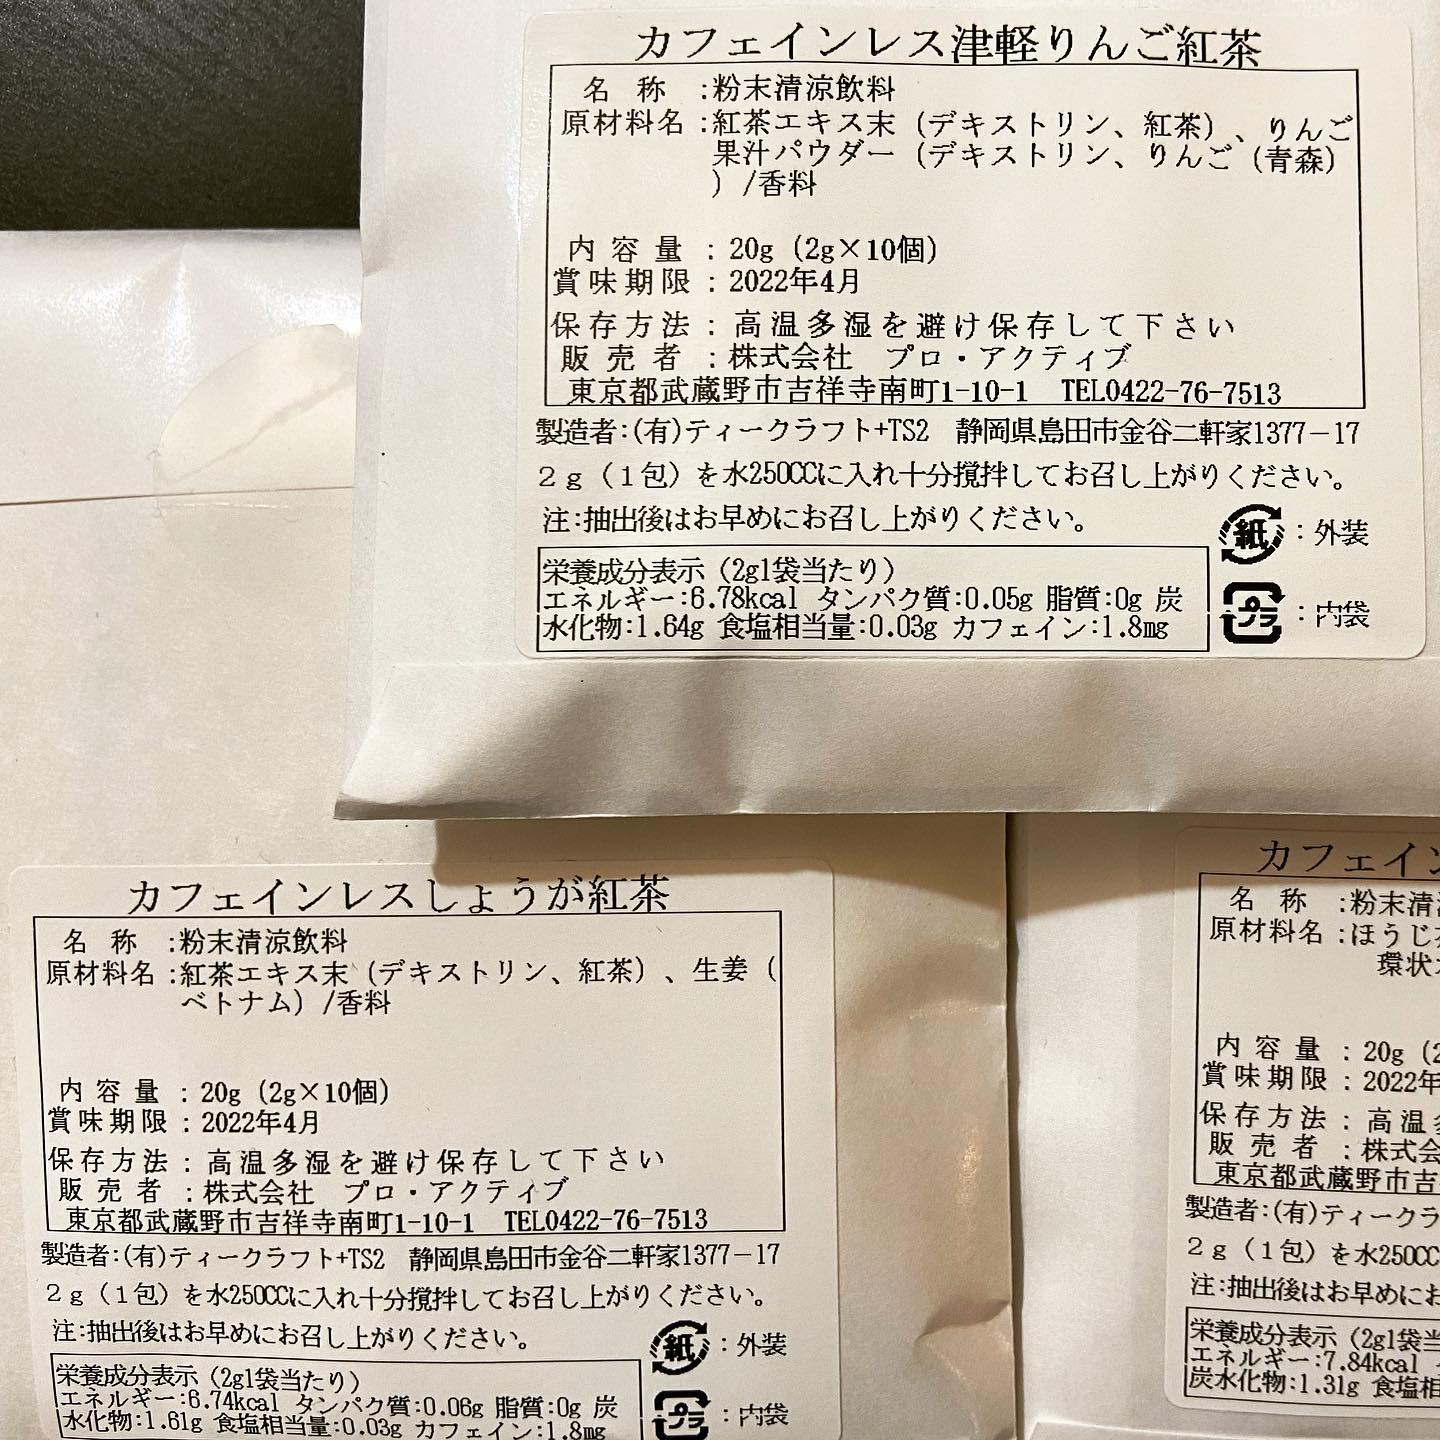 カフェインレス津軽りんご紅茶
名 称 :粉末清涼飲料
原材料名:紅茶エキス末(デキストリン、紅茶)、りんご
果汁パウダー(デキストリン、りんご(青森)
)/香料
内容量:20g(2g×10個)
賞味期限:2022年4月
保存方法:高温多湿を避け保存して下さい
販売者:株式会社 プロ・アクティブ
東京都武蔵野市吉祥寺南町1-10-1 TEL0422-76-7513
製造者:(有)ティークラフト+TS2 静岡県島田市金谷二軒家1377-17
2g(1包)を水250CCに入れ十分撹拌してお召し上がりください。
注:抽出後はお早めにお召し上がりください。
紙:外装
プラ:内袋
栄養成分表示(2g1袋当たり)
エネルギー:6.78kcal タンパク質:0.05g 脂質:0g 炭
水化物:1.64g 食塩相当量:0.03g カフェイン:1.8mg
カフェインレスしょうが紅茶
名 称 :粉末清涼飲料
原材料名:紅茶エキス末(デキストリン、紅茶)、生姜(
ベトナム)/香料
内容量:20g(2g×10個)
賞味期限:2022年4月
保存方法:高温多湿を避け保存して下さい
販売者:株式会社 プロ・アクティブ
東京都武蔵野市吉祥寺南町1-10-1 TEL0422-76-7513
製造者:(有)ティークラフト+TS2 静岡県島田市金谷二軒家1377-17
2g(1包)を水250CCに入れ十分撹拌してお召し上がりください。
注:抽出後はお早めにお召し上がりください。
紙:外装
プラ:内袋
栄養成分表示(2g1袋当たり)
エネルギー:6.74kcal タンパク質:0.06g 脂質:0g 炭
水化物:1.61g 食塩相当量:0.03g カフェイン:1.8mg
カフェイン
名 称 :粉末清
原材料名:ほうじ
環状
内容量:20g(2
賞味期限:2022年
保存方法:高温
販売者:株式会
東京都武蔵野市吉
製造者:(有)ティークラ
2g(1包)を水250CC
注:抽出後はお早めにお
栄養成分表示(2g1袋当
エネルギー:7.84kcal
炭水化物:1.31g 食塩相